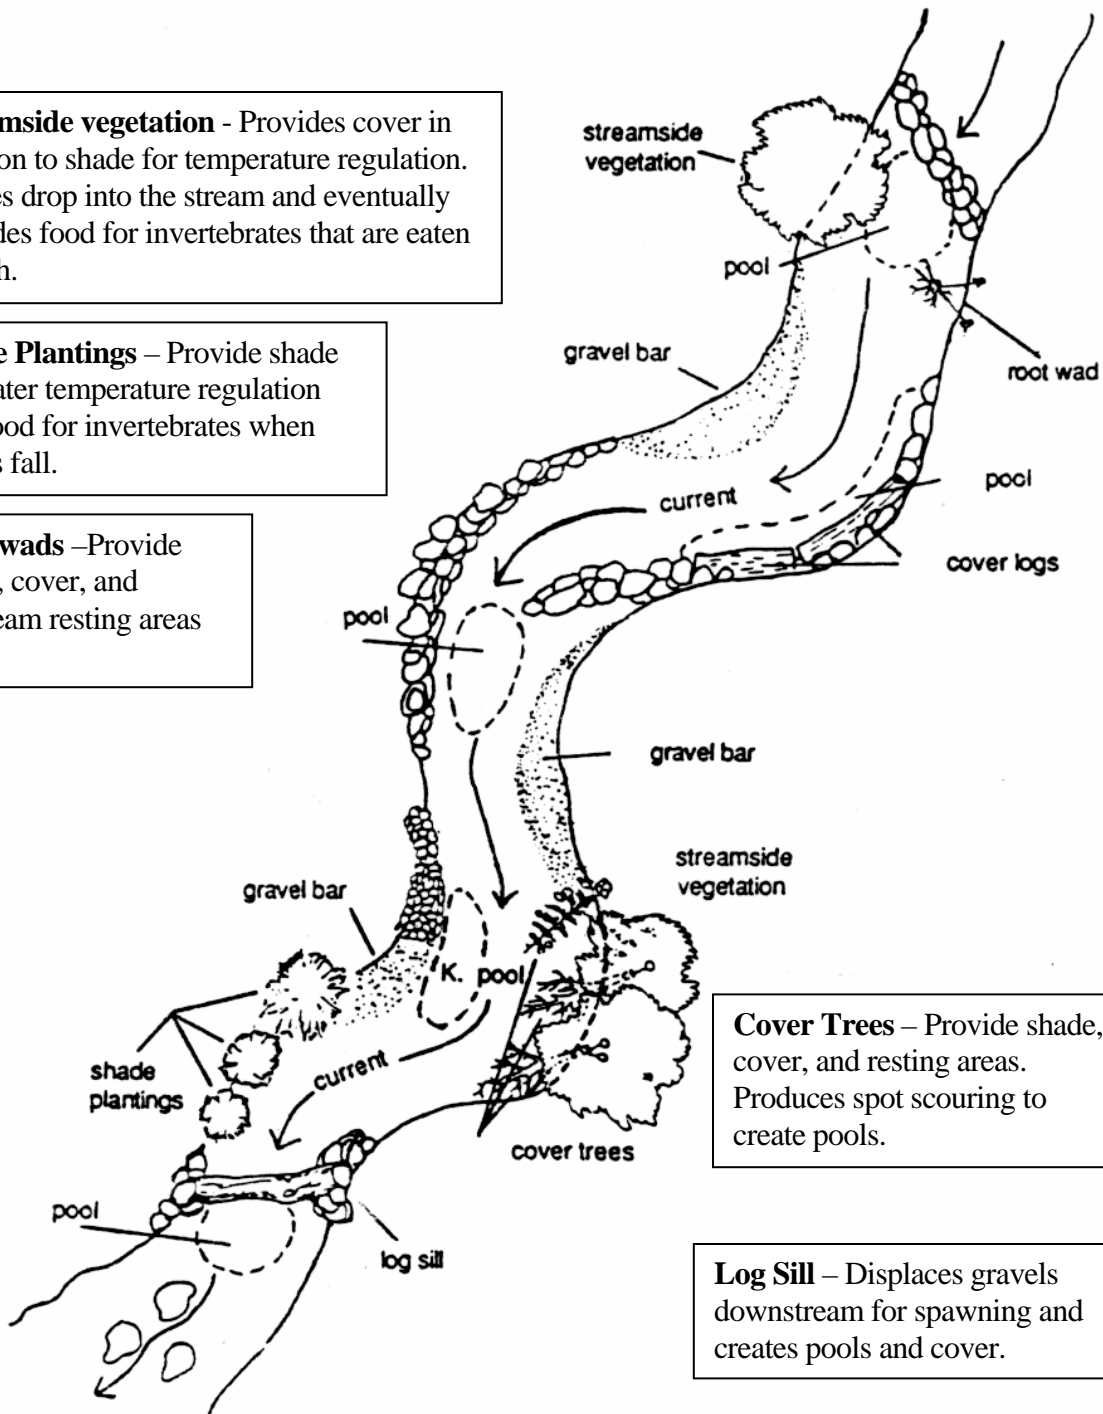 mside vegetation - Provides cover in
on to shade for temperature regulation.
es drop into the stream and eventually
des food for invertebrates that are eaten
h.
e Plantings – Provide shade
ater temperature regulation
ood for invertebrates when
s fall.
wads –Provide
, cover, and
eam resting areas
streamside
vegetation
pool
gravel bar
root wad
current
pool
cover logs
pool
gravel bar
streamside
vegetation
gravel bar
K. pool
shade
plantings
current
cover trees
pool
log sill
Cover Trees – Provide shade,
cover, and resting areas.
Produces spot scouring to
create pools.
Log Sill – Displaces gravels
downstream for spawning and
creates pools and cover.